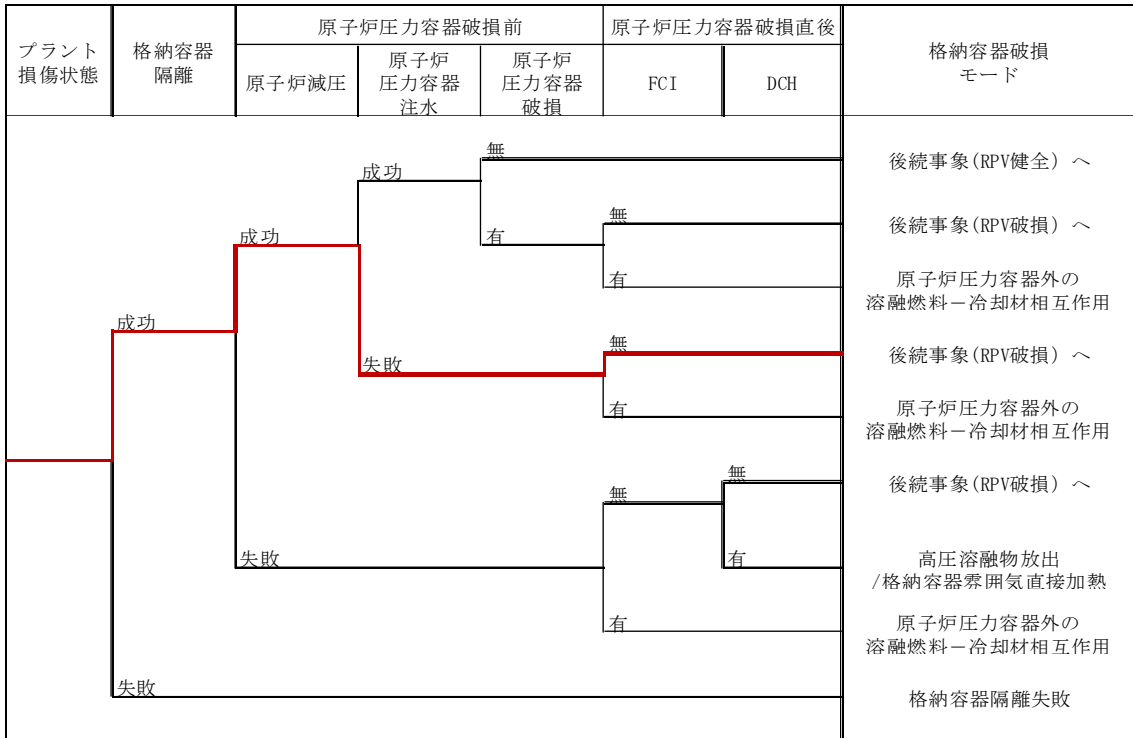 プラント
損傷状態
格納容器
隔離
原子炉圧力容器破損前
原子炉圧力容器破損直後
格納容器破損
モード
原子炉減圧
原子炉
圧力容器
注水
原子炉
圧力容器
破損
FCI
DCH
無
後続事象(RPV健全) へ
成功
無
後続事象(RPV破損) へ
成功
有
有
原子炉圧力容器外の
溶融燃料－冷却材相互作用
成功
無
後続事象(RPV破損) へ
失敗
有
原子炉圧力容器外の
溶融燃料－冷却材相互作用
無
後続事象(RPV破損) へ
無
失敗
有
高圧溶融物放出
/格納容器雰囲気直接加熱
有
原子炉圧力容器外の
溶融燃料－冷却材相互作用
失敗
格納容器隔離失敗